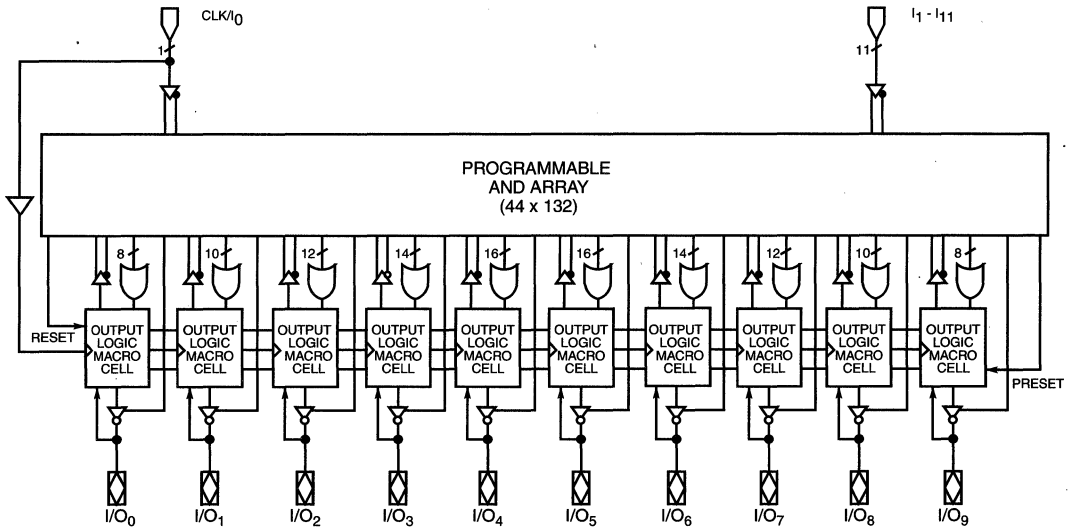 CLK/I0
I1 - I11
1
11
PROGRAMMABLE
AND ARRAY
(44 x 132)
8 10 12 14 16 16 14 12 10 8
RESET
OUTPUT LOGIC MACRO CELL
OUTPUT LOGIC MACRO CELL
OUTPUT LOGIC MACRO CELL
OUTPUT LOGIC MACRO CELL
OUTPUT LOGIC MACRO CELL
OUTPUT LOGIC MACRO CELL
OUTPUT LOGIC MACRO CELL
OUTPUT LOGIC MACRO CELL
OUTPUT LOGIC MACRO CELL
OUTPUT LOGIC MACRO CELL
PRESET
I/O0 I/O1 I/O2 I/O3 I/O4 I/O5 I/O6 I/O7 I/O8 I/O9